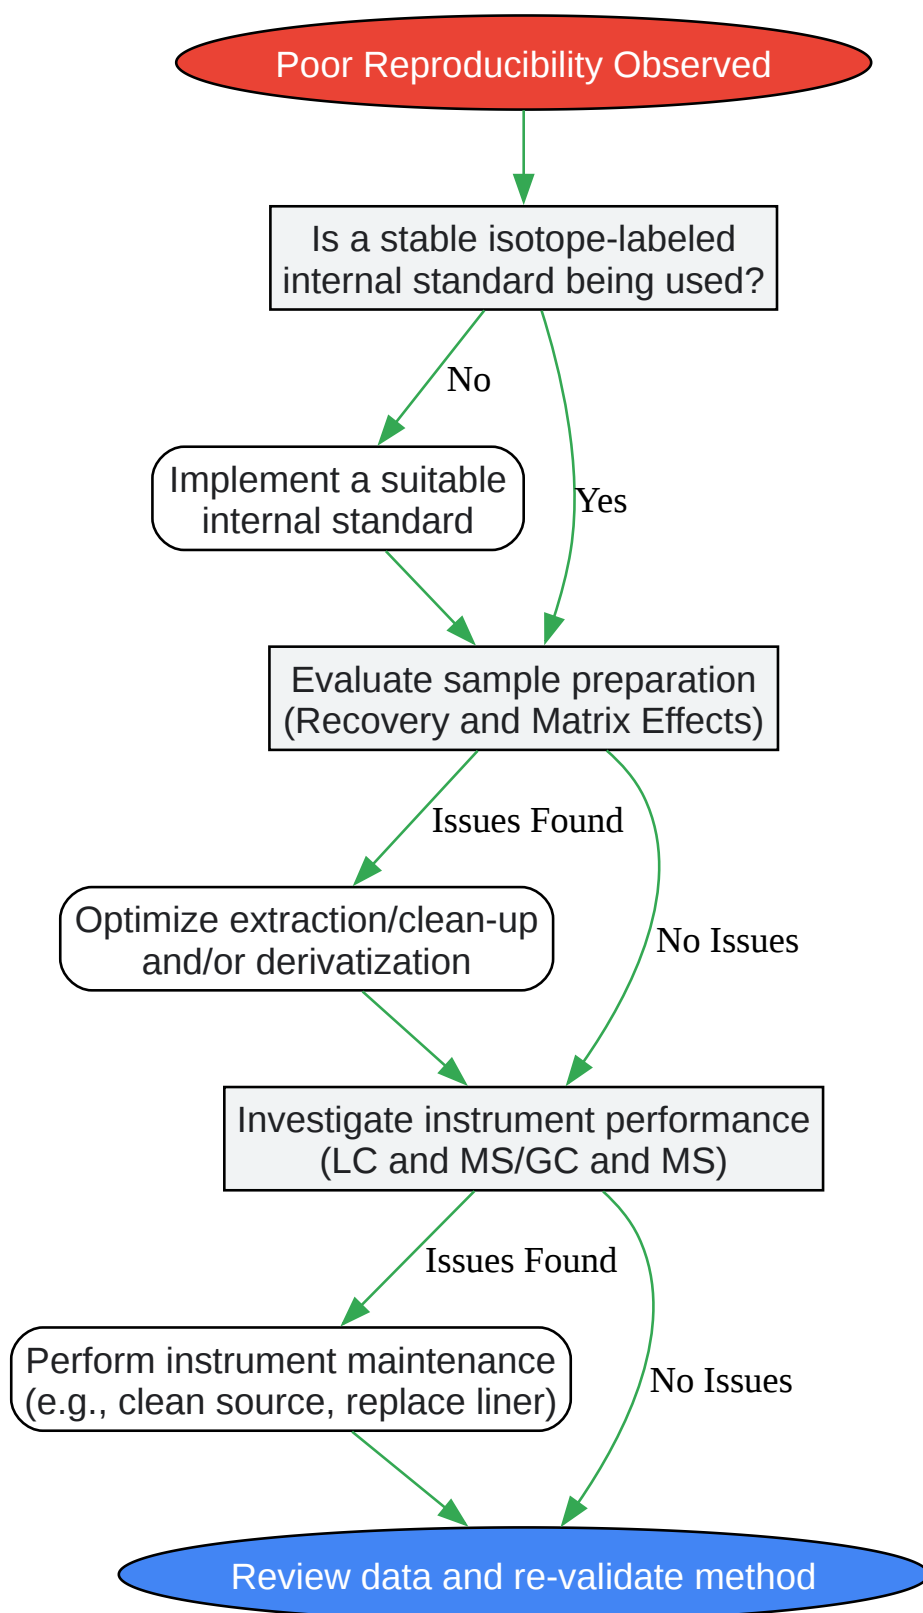 Poor Reproducibility Observed
Is a stable isotope-labeled
internal standard being used?
No
Implement a suitable
internal standard
Yes
Evaluate sample preparation
(Recovery and Matrix Effects)
Issues Found
Optimize extraction/clean-up
and/or derivatization
No Issues
Investigate instrument performance
(LC and MS/GC and MS)
Issues Found
Perform instrument maintenance
(e.g., clean source, replace liner)
No Issues
Review data and re-validate method